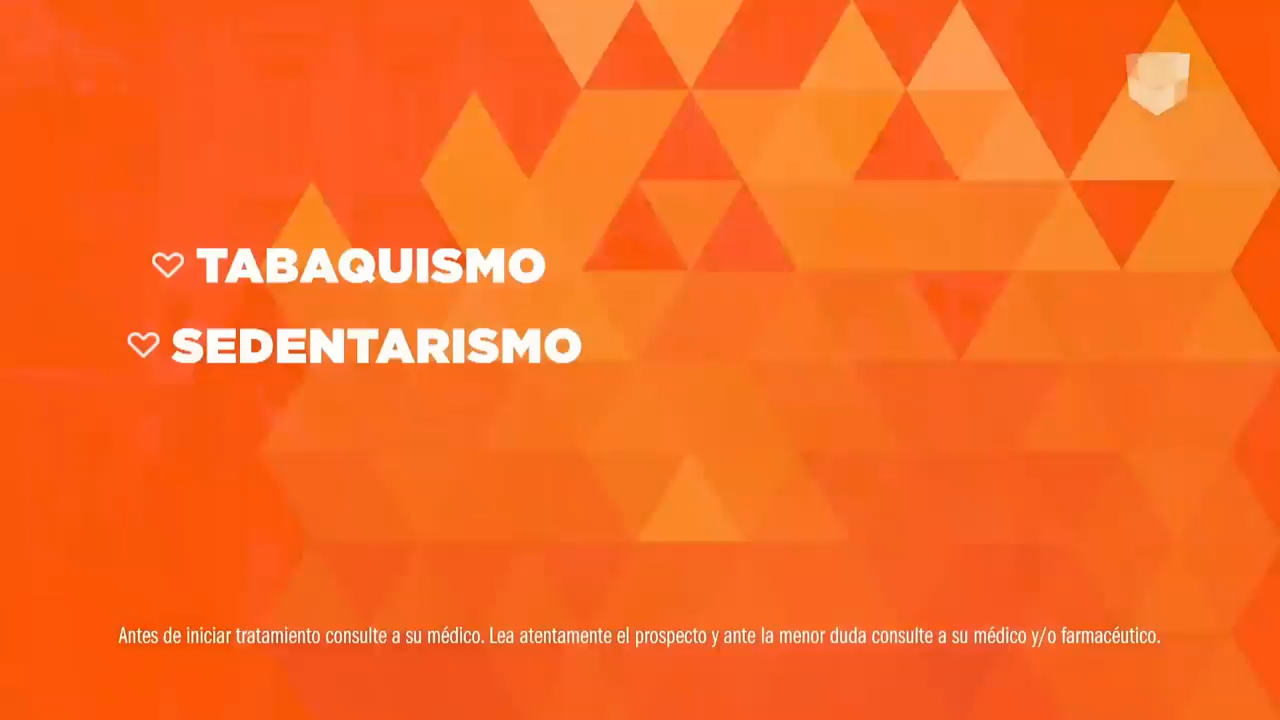 TABAQUISMO
SEDENTARISMO
Antes de iniciar tratamiento consulte a su médico. Lea atentamente el prospecto y ante la menor duda consulte a su médico y/o farmacéutico.